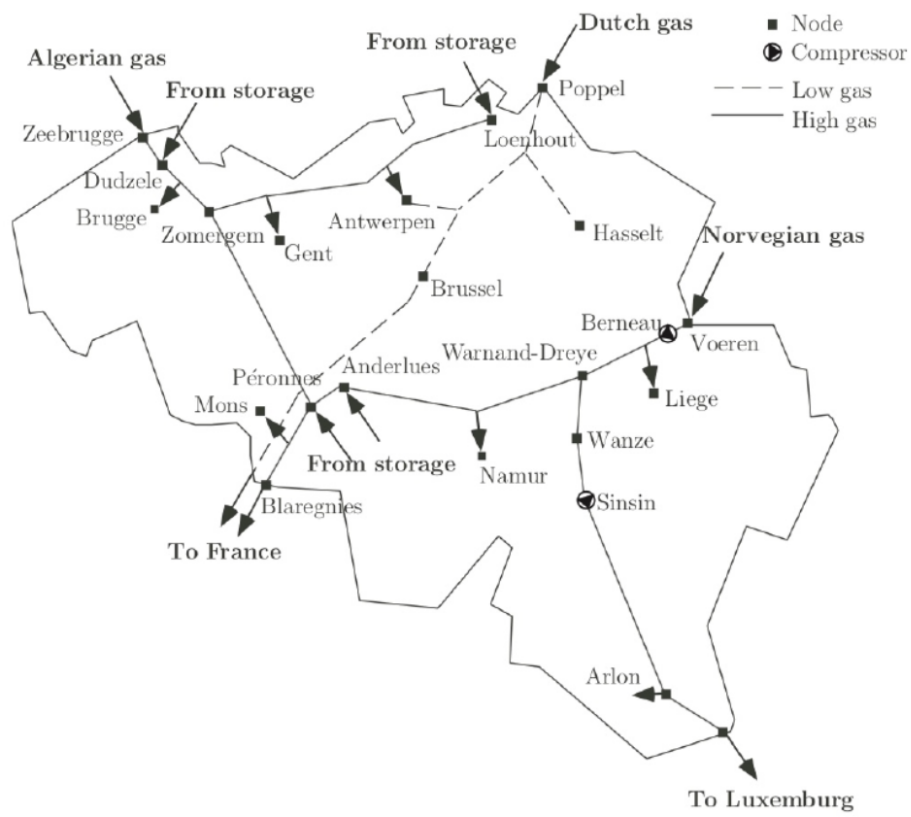 Dutch gas
Node
From storage
Compressor
Algerian gas
From storage
Poppel
Low gas
High gas
Zeebrugge
Loenhout
Dudzele
Brugge
Zomergem
Antwerpen
Hasselt
Norvegian gas
Gent
Brussel
Berneau
Voeren
Warnand-Dreye
Anderlues
Péronnes
Mons
Liege
Wanze
From storage
Namur
Sinsin
Blaregnies
To France
Arlon
To Luxemburg